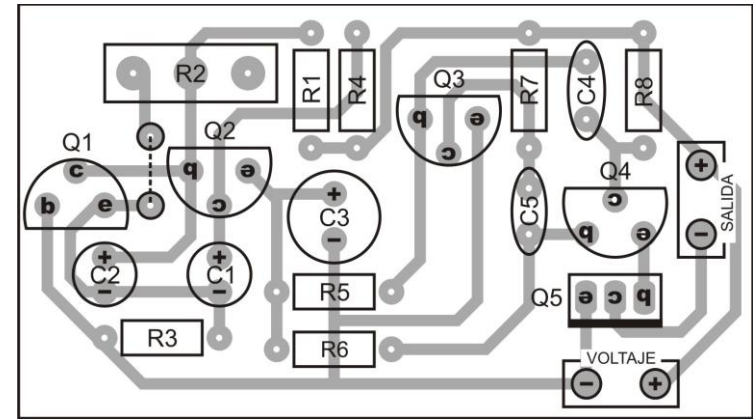 R2
R1
R4
Q3
R7
C4
R8
Q1
Q2
c
b
e
b
e
c
b
e
c
+
C3
−
C5
Q4
c
b
e
+
−
SALIDA
+
C2
−
+
C1
−
R5
Q5
e
c
b
R3
R6
VOLTAJE
−
+